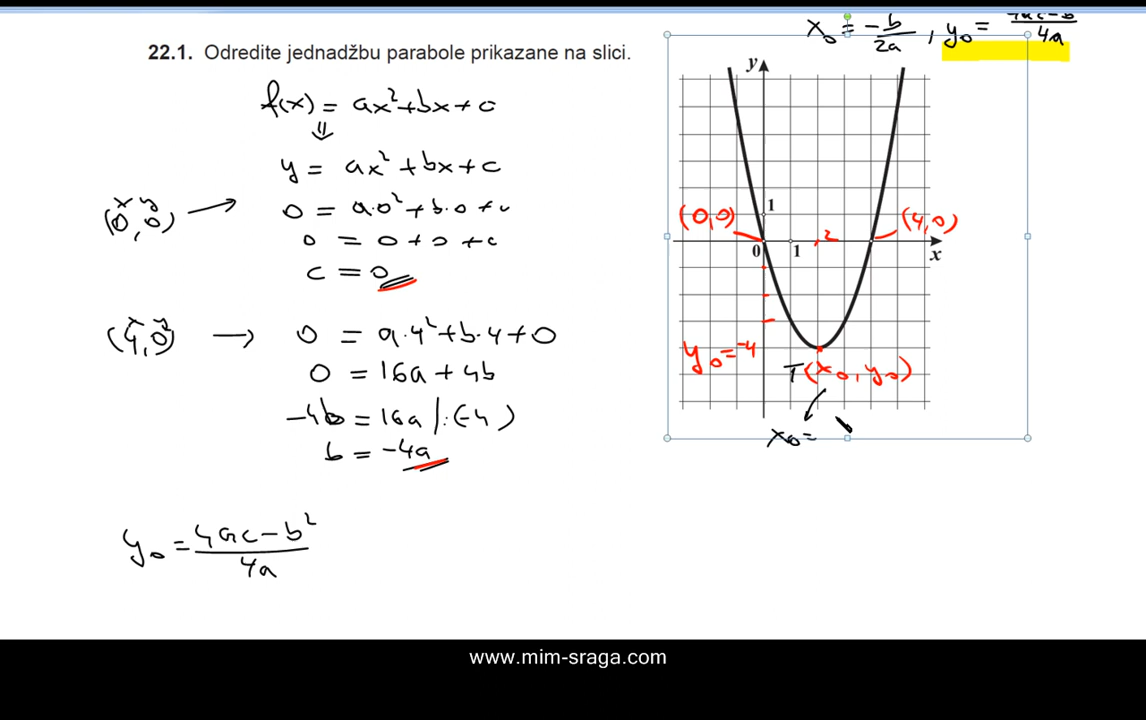 x₀ = -b/2a , y₀ = 4ac-b²/4a
22.1. Odredite jednadžbu parabole prikazane na slici.
f(x) = ax²+bx+c
⇓
y = ax²+bx+c
x y
(0,0) → 0 = a·0²+b·0+c
0 = 0+0+c
c = 0
x y
(4,0) → 0 = a·4²+b·4+0
0 = 16a+4b
-4b = 16a /:(-4)
b = -4a
y₀ = 4ac-b²/4a
y
1
(0,0)
(4,0)
2
0
1
x
y₀=-4
T(x₀,y₀)
x₀=
www.mim-sraga.com